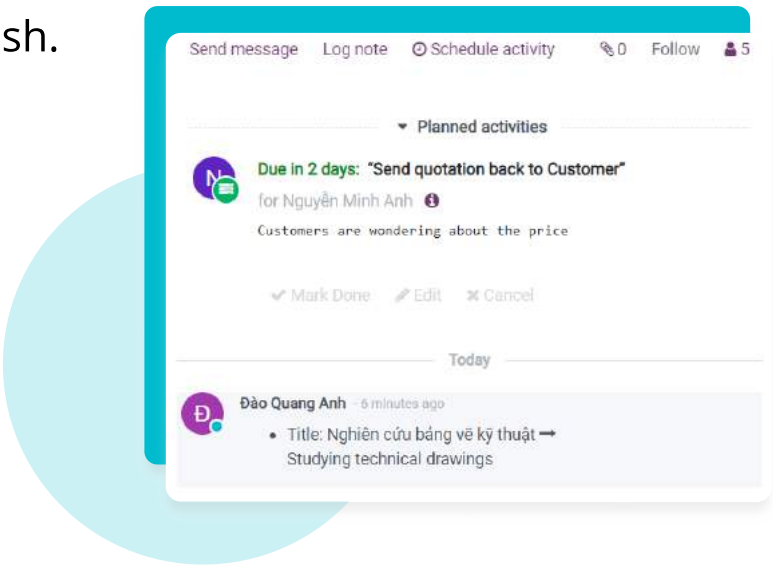 sh.
Send message Log note Schedule activity 0 Follow 5
Planned activities
N
Due in 2 days: “Send quotation back to Customer”
for Nguyễn Minh Anh
Customers are wondering about the price
Mark Done Edit Cancel
Today
Đ
Đào Quang Anh - 6 minutes ago
• Title: Nghiên cứu bảng vẽ kỹ thuật →
Studying technical drawings